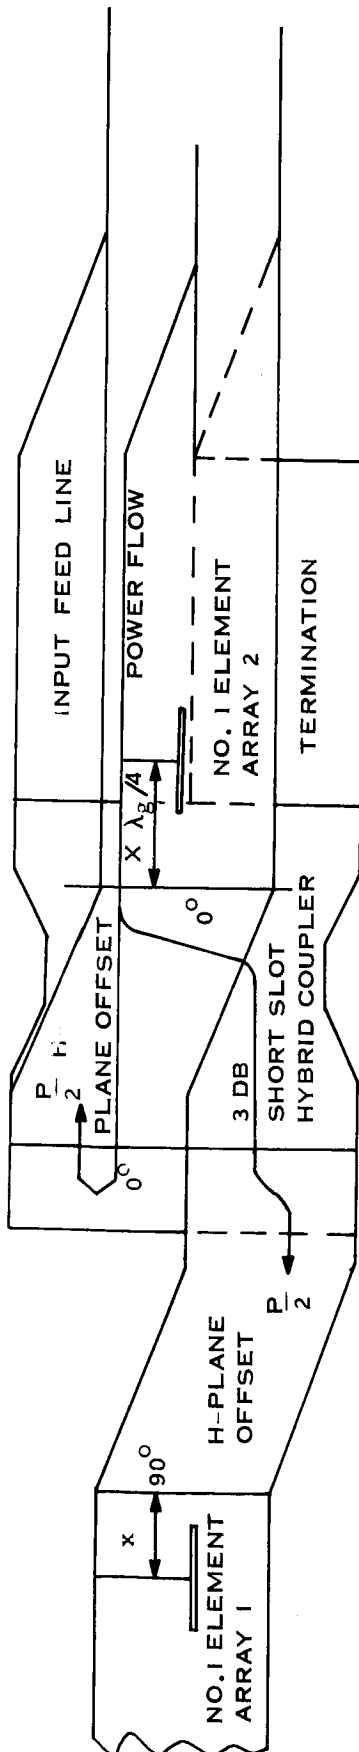 INPUT FEED LINE
POWER FLOW
X λg/4
NO. 1 ELEMENT
ARRAY 2
TERMINATION
0°
P/2
H-
PLANE OFFSET
0°
3 DB
SHORT SLOT
HYBRID COUPLER
P/2
H-PLANE
OFFSET
90°
x
NO. 1 ELEMENT
ARRAY 1